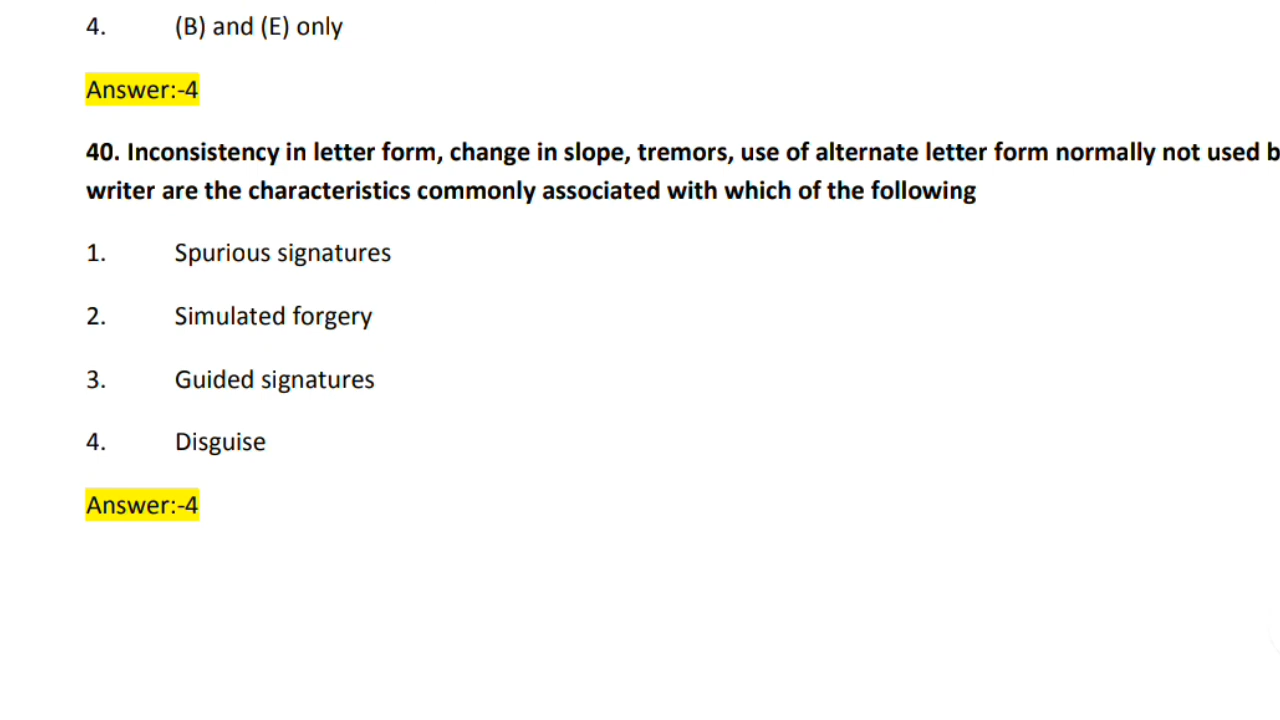 4. (B) and (E) only
Answer:-4
40. Inconsistency in letter form, change in slope, tremors, use of alternate letter form normally not used b
writer are the characteristics commonly associated with which of the following
1. Spurious signatures
2. Simulated forgery
3. Guided signatures
4. Disguise
Answer:-4